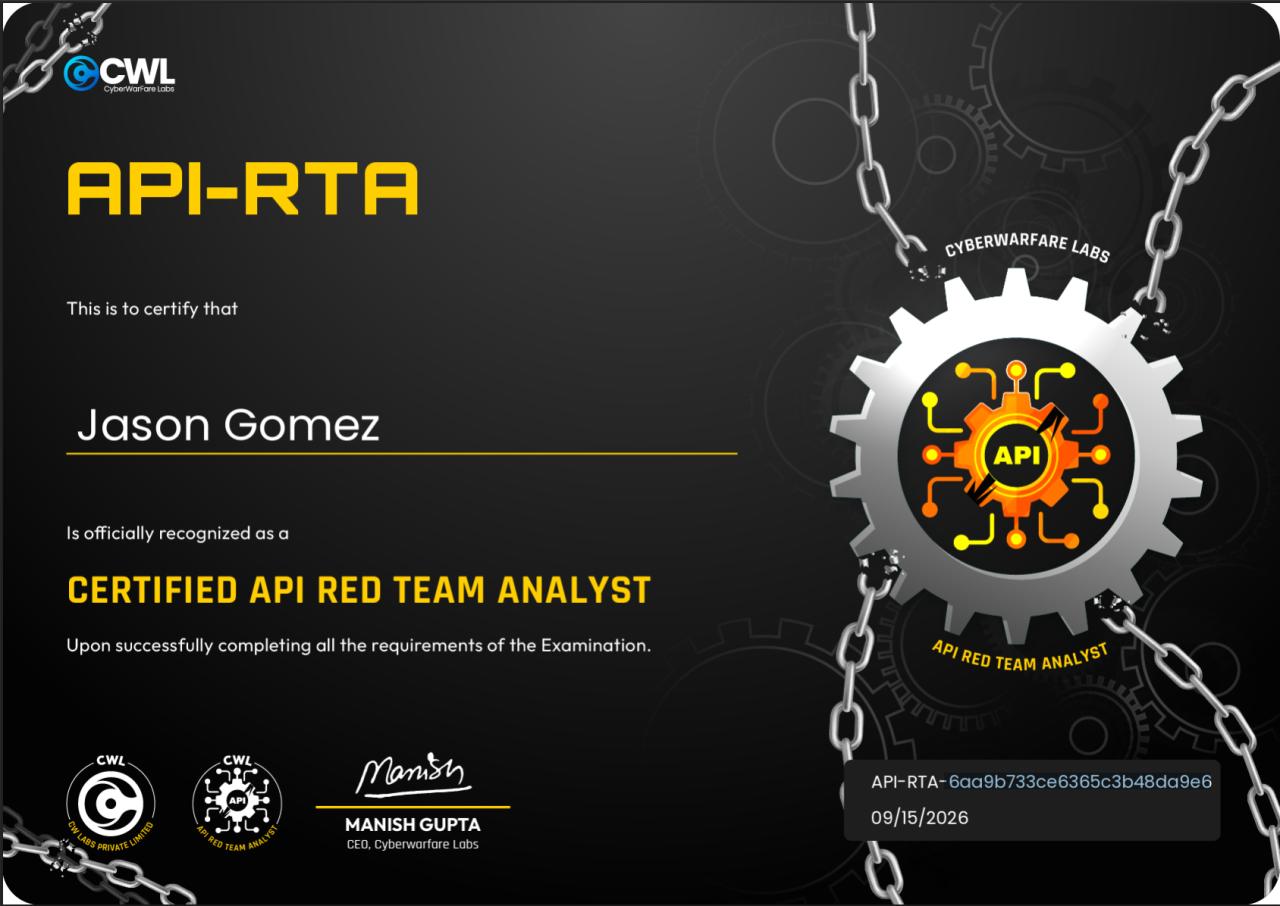 CWL
CyberWarFare Labs
API-RTA
This is to certify that
Jason Gomez
Is officially recognized as a
CERTIFIED API RED TEAM ANALYST
Upon successfully completing all the requirements of the Examination.
CYBERWARFARE LABS
API
API RED TEAM ANALYST
CWL
CW LABS PRIVATE LIMITED
CWL
API
API RED TEAM ANALYST
Manish
MANISH GUPTA
CEO, Cyberwarfare Labs
API-RTA-6aa9b733ce6365c3b48da9e6
09/15/2026